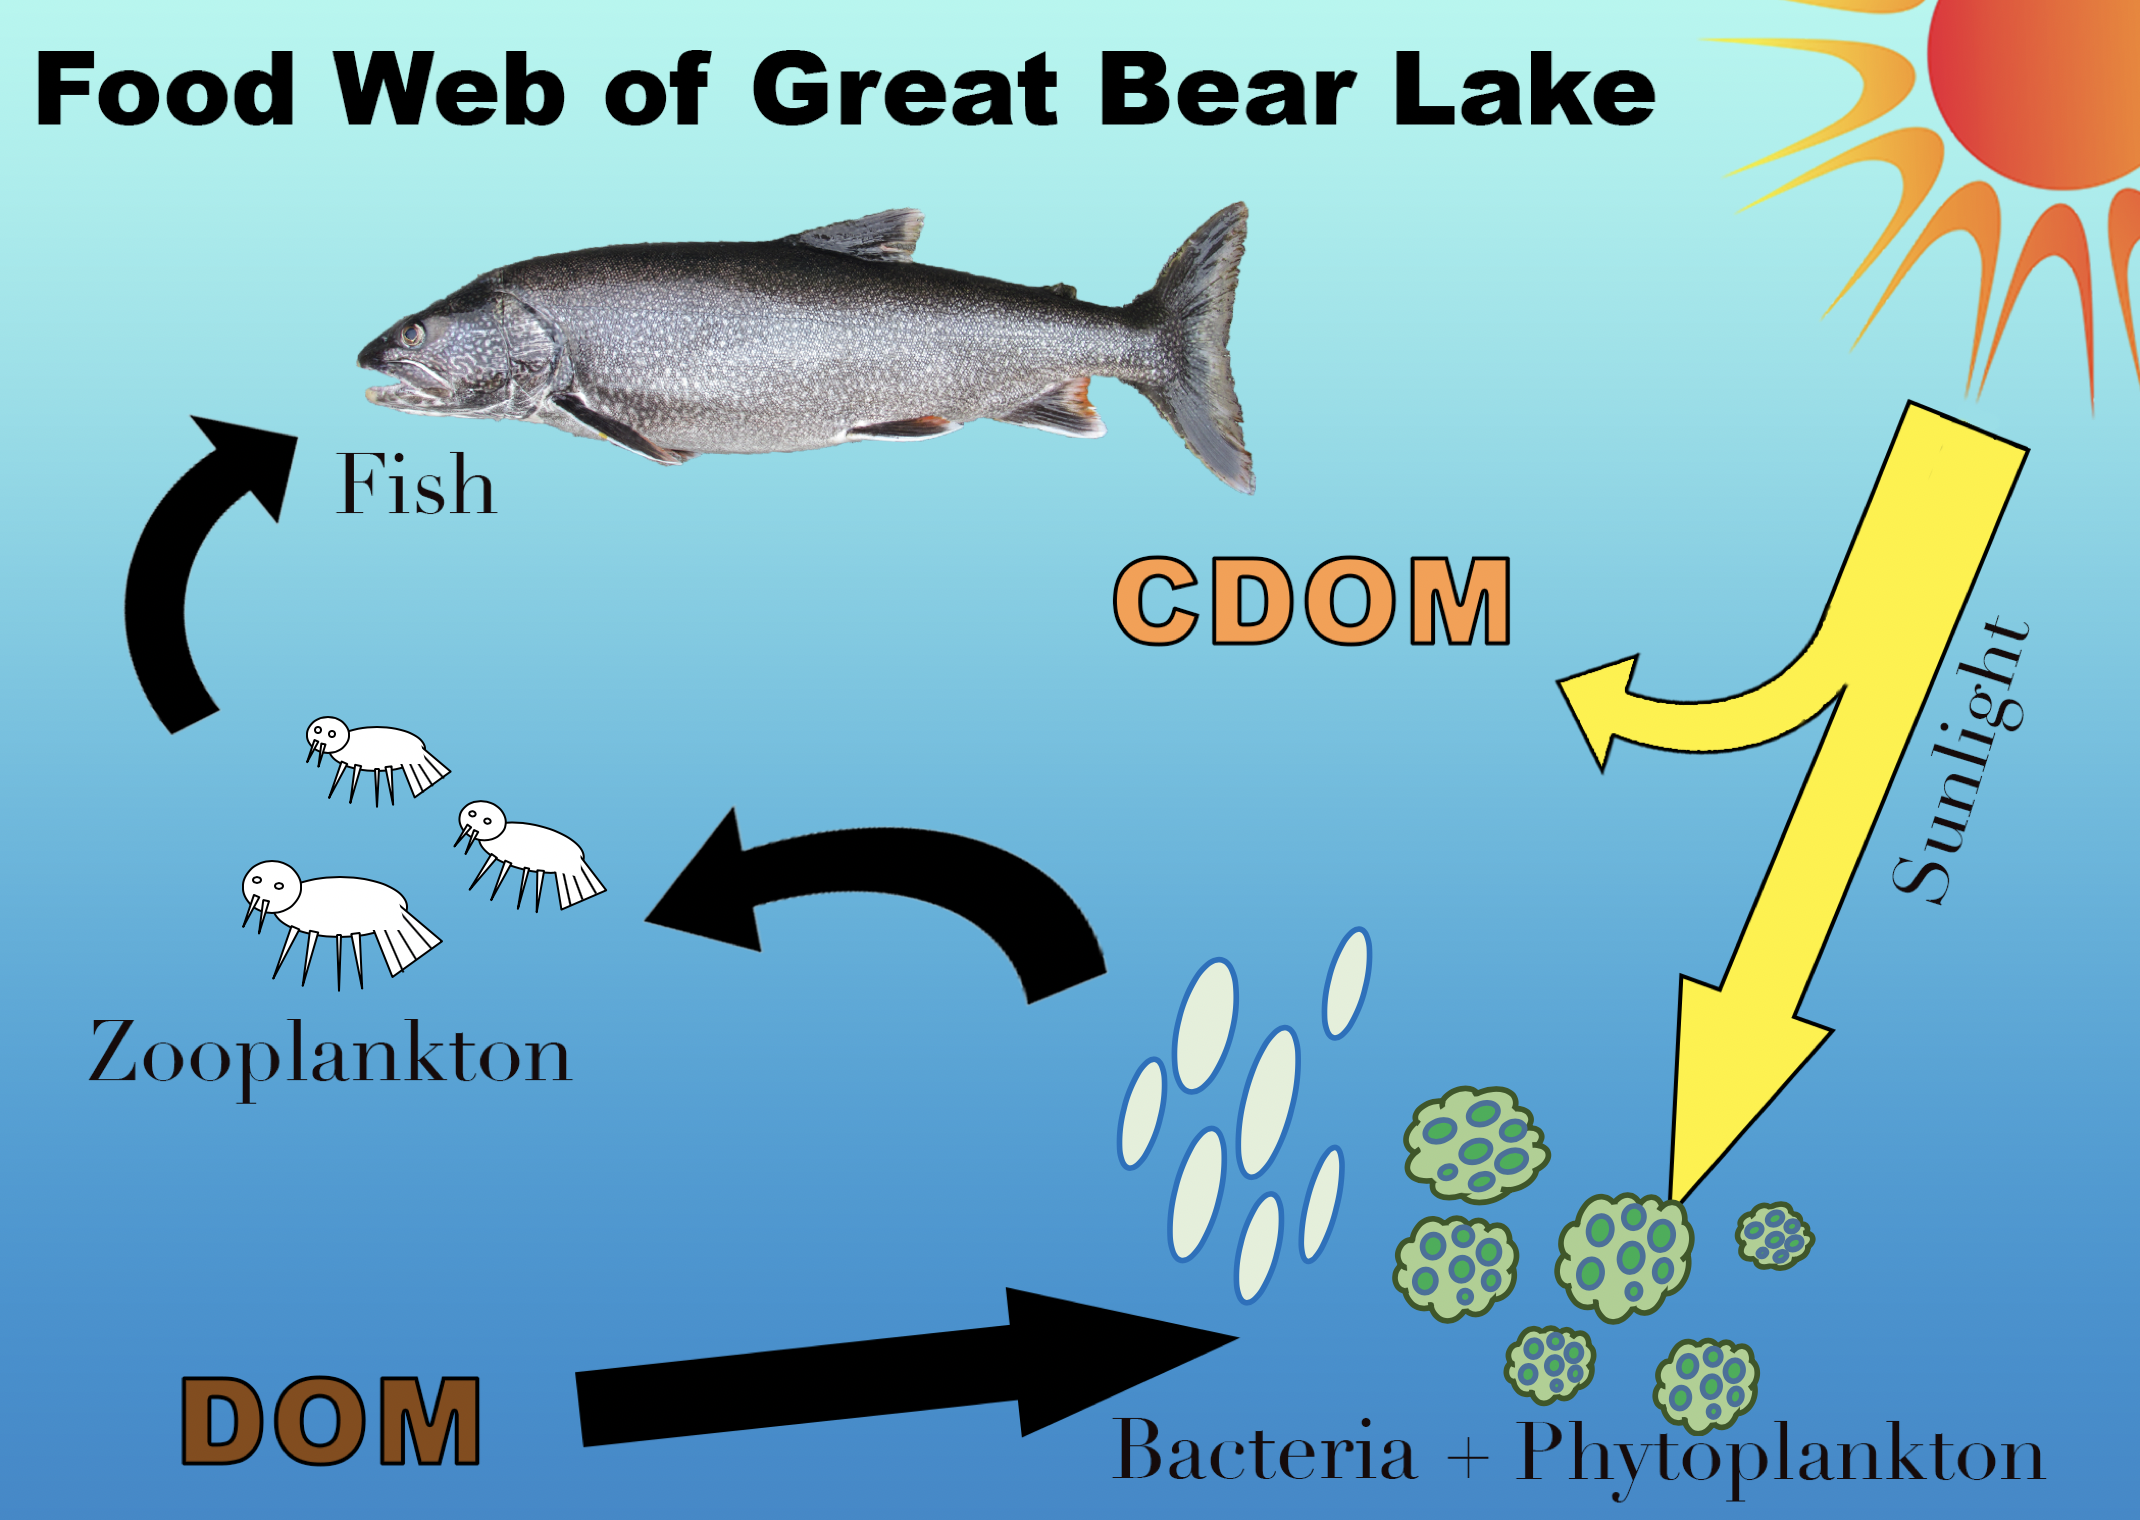 Food Web of Great Bear Lake
Fish
CDOM
Sunlight
Zooplankton
DOM
Bacteria + Phytoplankton